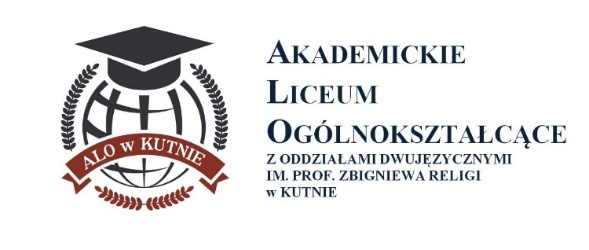 ALO W KUTNIE
AKADEMICKIE
LICEUM
OGÓLNOKSZTAŁCĄCE
Z ODDZIAŁAMI DWUJĘZYCZNYMI
IM. PROF. ZBIGNIEWA RELIGI
w KUTNIE